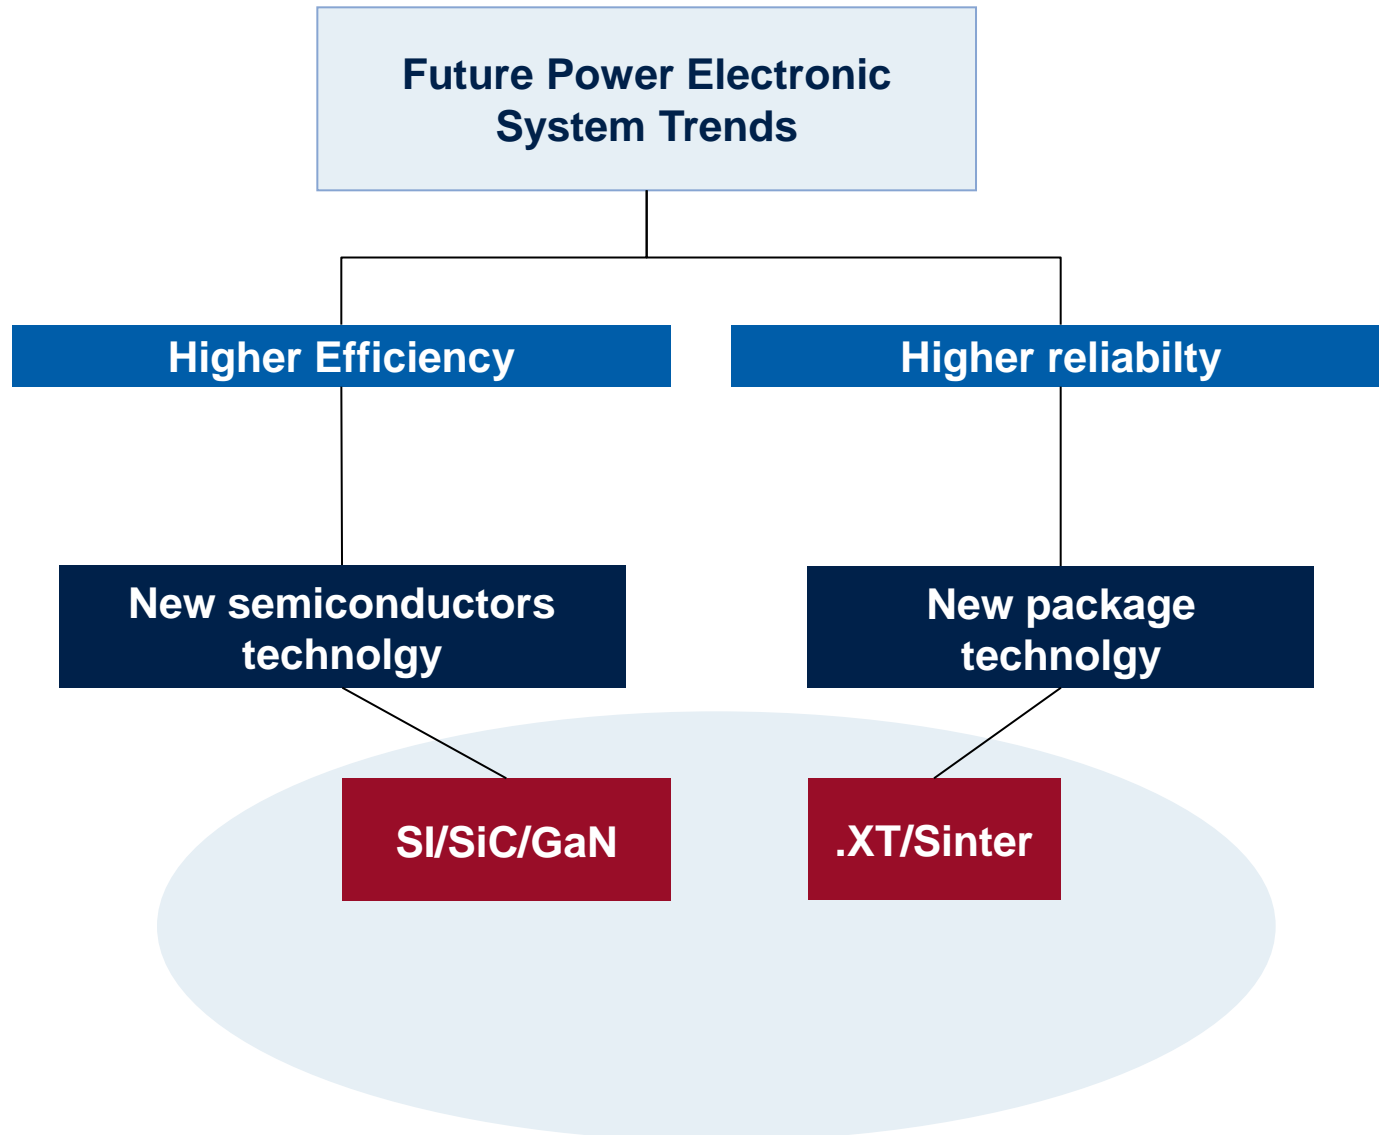 Future Power Electronic
System Trends
Higher Efficiency
Higher reliabilty
New semiconductors
technolgy
New package
technolgy
SI/SiC/GaN
.XT/Sinter